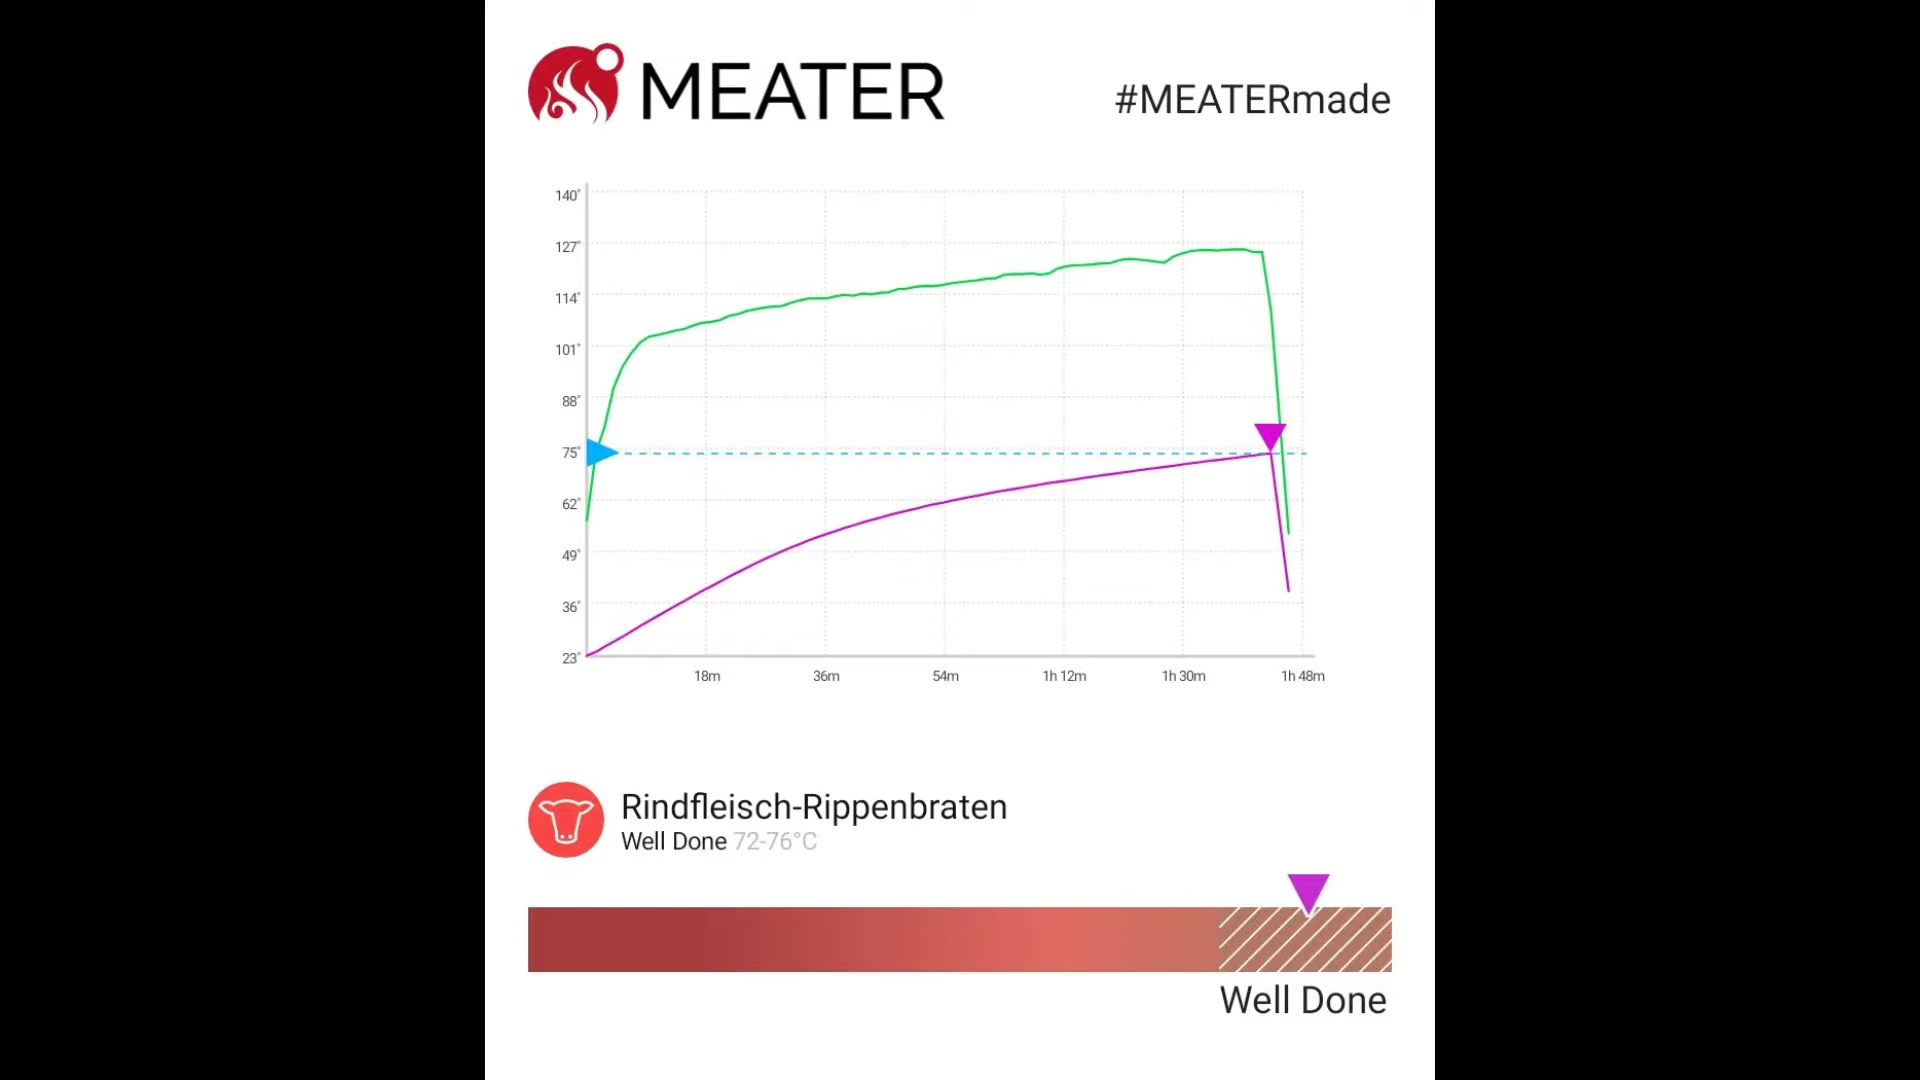 MEATER
#MEATERmade
140°
127°
114°
101°
88°
75°
62°
49°
36°
23°
18m
36m
54m
1h 12m
1h 30m
1h 48m
Rindfleisch-Rippenbraten
Well Done 72-76°C
Well Done